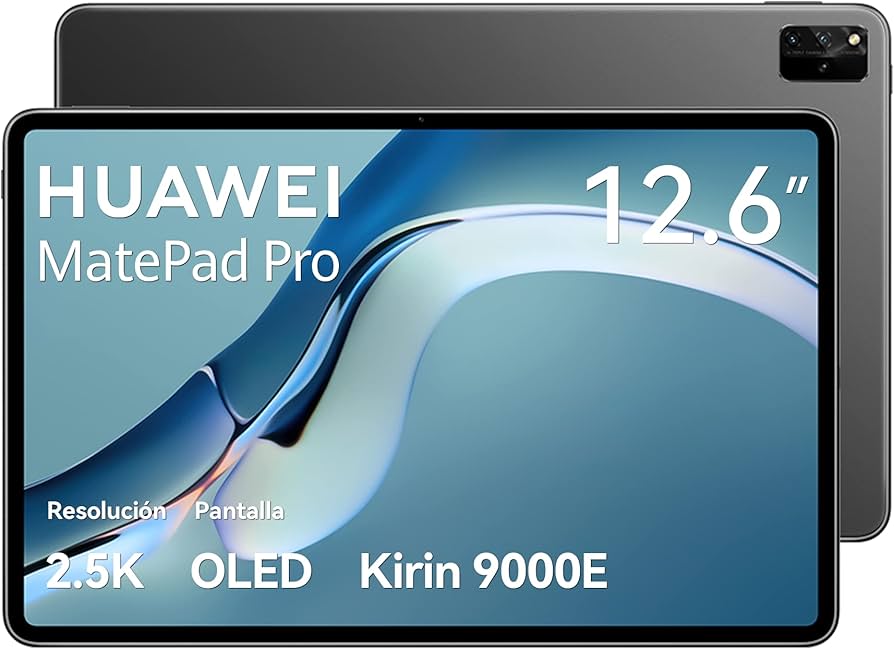 HUAWEI
MatePad Pro
12.6"
Resolución Pantalla
2.5K OLED Kirin 9000E